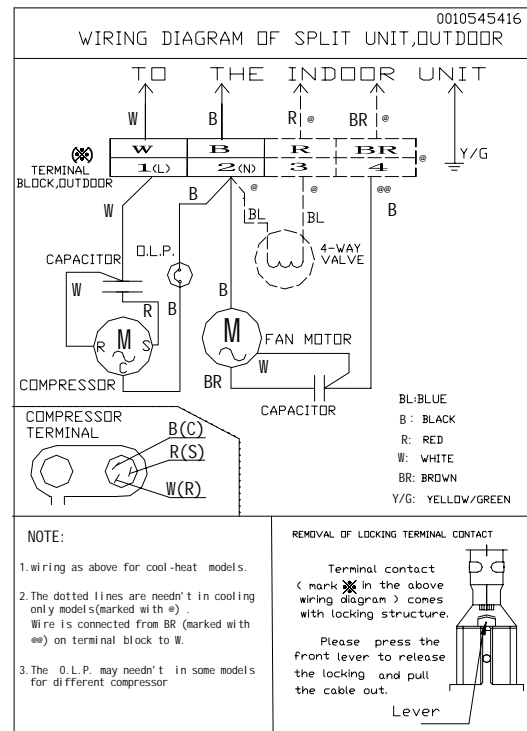 0010545416
WIRING DIAGRAM OF SPLIT UNIT,OUTDOOR
TO THE INDOOR UNIT
W B R @ BR @
Y/G
(※)
TERMINAL
BLOCK,OUTDOOR
W B R BR
1(L) 2(N) 3 4
@
@ @ @@
W B BL BL B
CAPACITOR
O.L.P.
4-WAY
VALVE
W R B B
M
R S
C
COMPRESSOR
M
FAN MOTOR
BR W
CAPACITOR
BL:BLUE
B : BLACK
R: RED
W: WHITE
BR: BROWN
Y/G: YELLOW/GREEN
COMPRESSOR
TERMINAL
B(C)
R(S)
W(R)
NOTE:
1.wiring as above for cool-heat models.
2.The dotted lines are needn't in cooling
only models(marked with @) .
Wire is connected from BR (marked with
@@) on terminal block to W.
3.The O.L.P. may needn't in some models
for different compressor
REMOVAL OF LOCKING TERMINAL CONTACT
Terminal contact
( mark ※ in the above
wiring diagram ) comes
with locking structure.
Please press the
front lever to release
the locking and pull
the cable out.
Lever